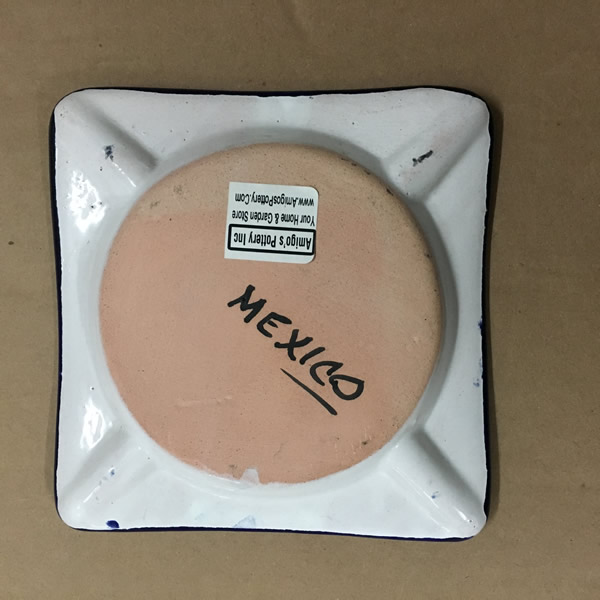 Amigo's Pottery Inc
Your Home & Garden Store
www.AmigosPottery.Com
MEXICO